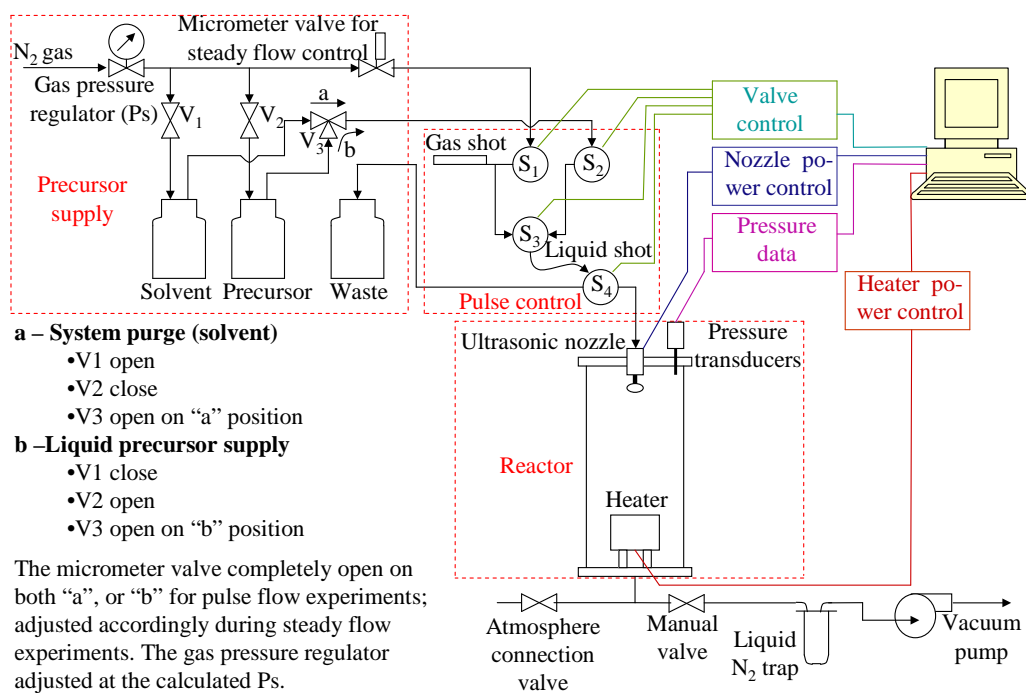 Micrometer valve for
steady flow control
N2 gas
Gas pressure
regulator (Ps)
V1
V2
a
V3
b
Precursor
supply
Solvent
Precursor
Waste
Gas shot
S1
S2
S3
Liquid shot
S4
Pulse control
Valve
control
Nozzle po-
wer control
Pressure
data
Heater po-
wer control
Ultrasonic nozzle
Pressure
transducers
Reactor
Heater
Atmosphere
connection
valve
Manual
valve
Liquid
N2 trap
Vacuum
pump
a – System purge (solvent)
•V1 open
•V2 close
•V3 open on “a” position
b –Liquid precursor supply
•V1 close
•V2 open
•V3 open on “b” position
The micrometer valve completely open on
both “a”, or “b” for pulse flow experiments;
adjusted accordingly during steady flow
experiments. The gas pressure regulator
adjusted at the calculated Ps.